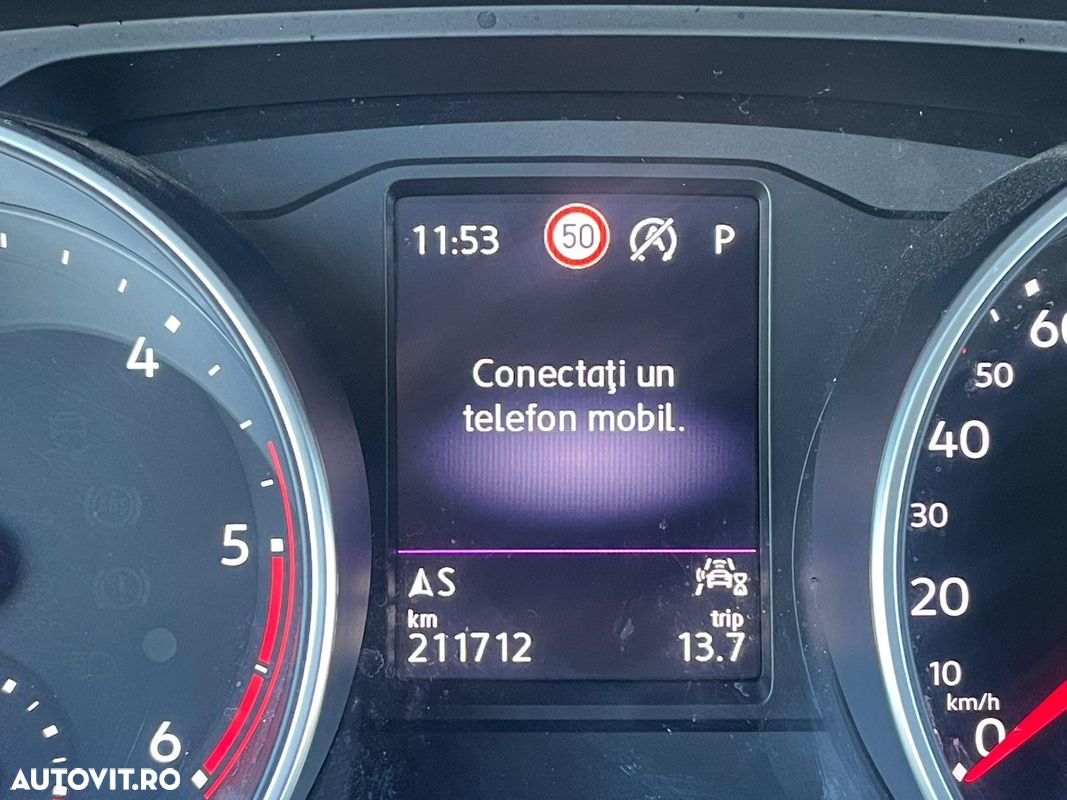 11:53 50 P
Conectaţi un
telefon mobil.
S
km trip
211712 13.7
4
5
6
60
50
40
30
20
10
km/h
0
AUTOVIT.RO